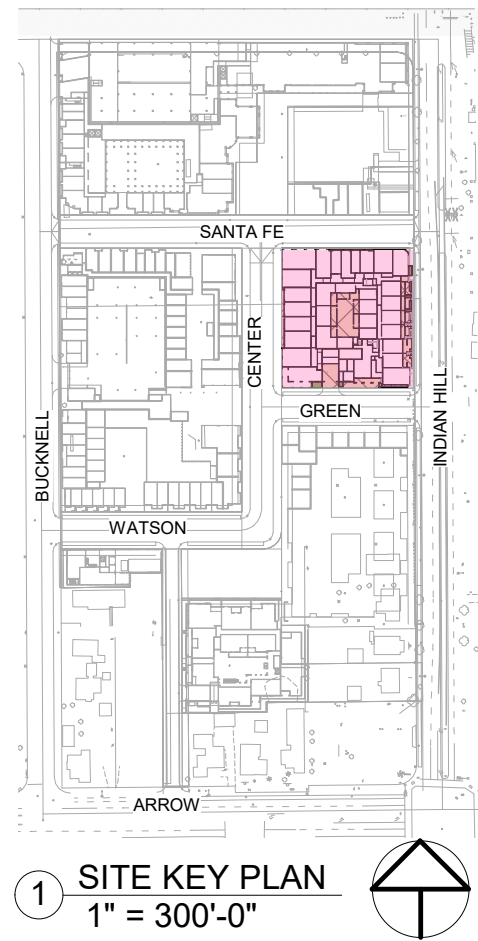 SANTA FE
CENTER
INDIAN HILL
GREEN
BUCKNELL
WATSON
ARROW
1 SITE KEY PLAN
1" = 300'-0"